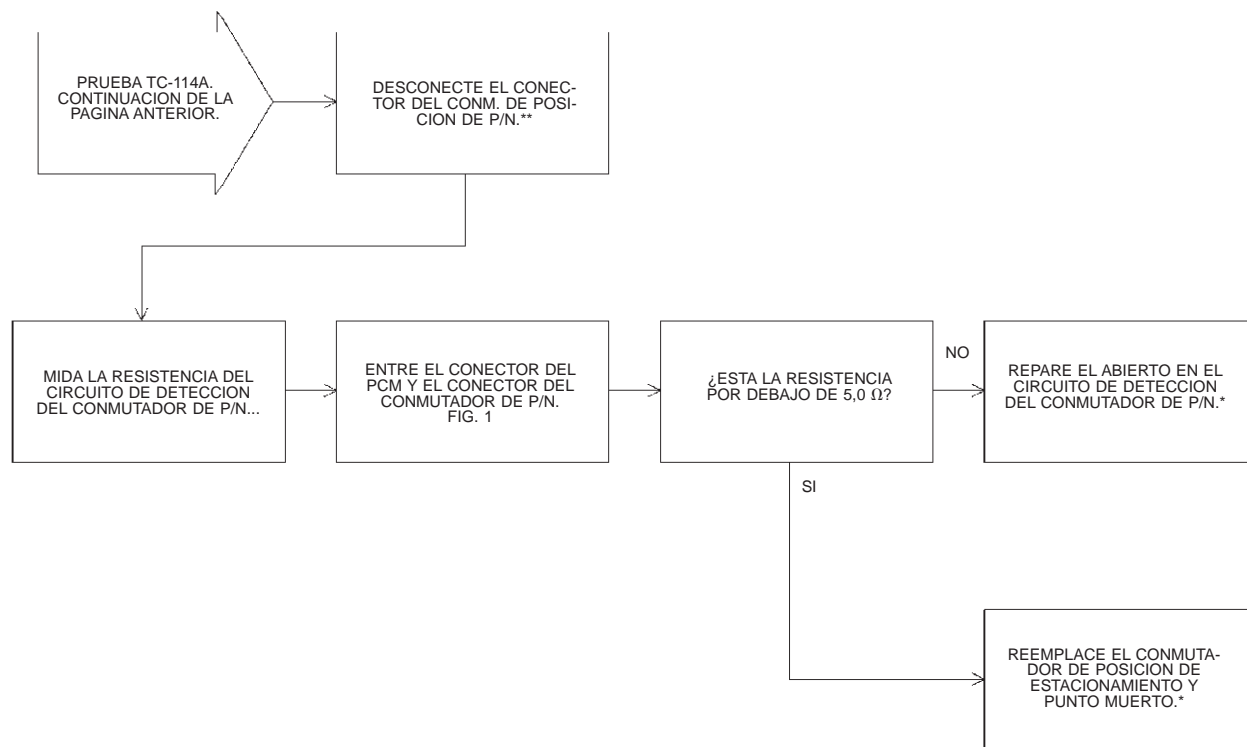 PRUEBA TC-114A.
CONTINUACION DE LA
PAGINA ANTERIOR.
DESCONECTE EL CONEC-
TOR DEL CONM. DE POSI-
CION DE P/N.**
MIDA LA RESISTENCIA DEL
CIRCUITO DE DETECCION
DEL CONMUTADOR DE P/N...
ENTRE EL CONECTOR DEL
PCM Y EL CONECTOR DEL
CONMUTADOR DE P/N.
FIG. 1
¿ESTA LA RESISTENCIA
POR DEBAJO DE 5,0 Ω?
NO
REPARE EL ABIERTO EN EL
CIRCUITO DE DETECCION
DEL CONMUTADOR DE P/N.*
SI
REEMPLACE EL CONMUTA-
DOR DE POSICION DE
ESTACIONAMIENTO Y
PUNTO MUERTO.*